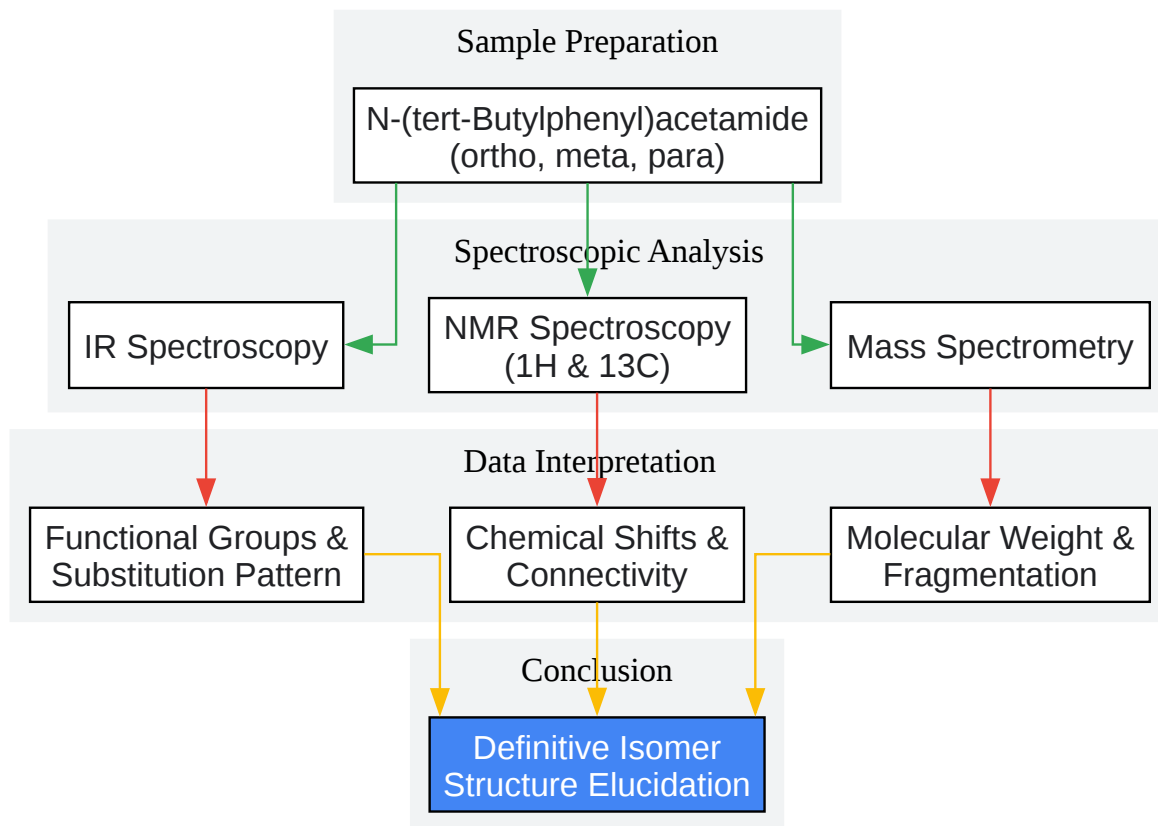 Sample Preparation
N-(tert-Butylphenyl)acetamide
(ortho, meta, para)
Spectroscopic Analysis
IR Spectroscopy
NMR Spectroscopy
(1H & 13C)
Mass Spectrometry
Data Interpretation
Functional Groups &
Substitution Pattern
Chemical Shifts &
Connectivity
Molecular Weight &
Fragmentation
Conclusion
Definitive Isomer
Structure Elucidation